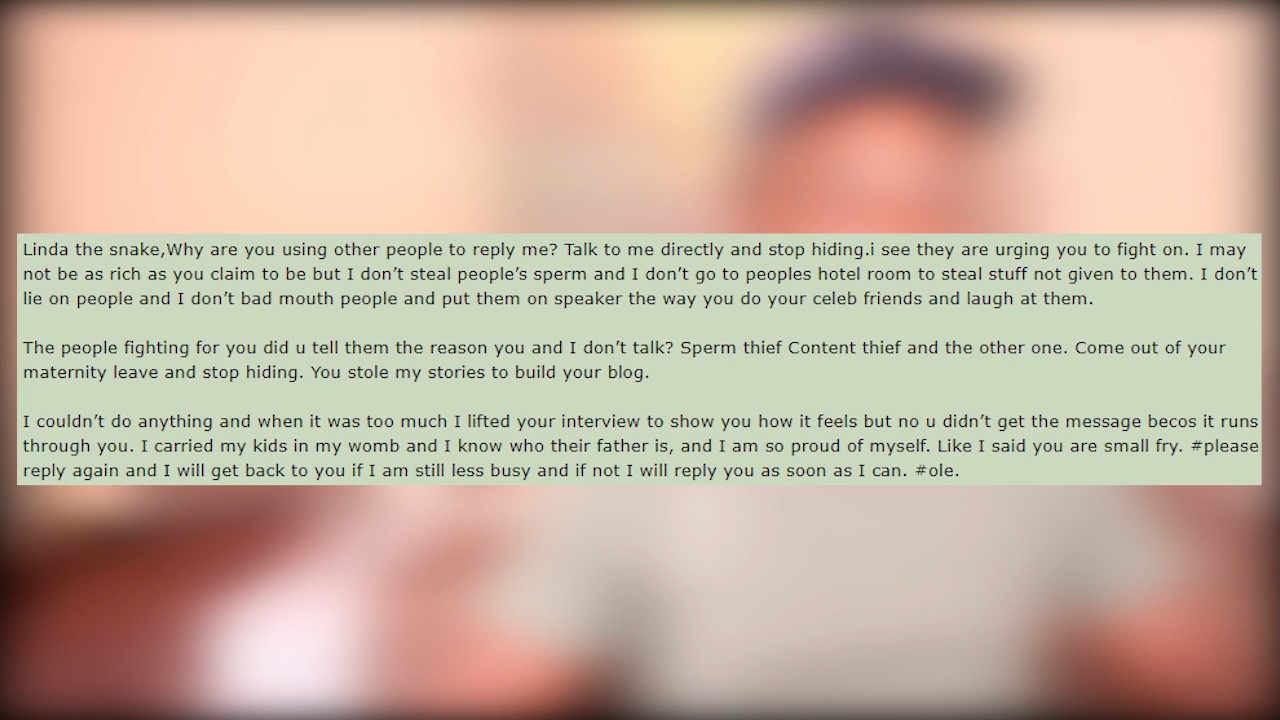 Linda the snake,Why are you using other people to reply me? Talk to me directly and stop hiding.i see they are urging you to fight on. I may
not be as rich as you claim to be but I don’t steal people’s sperm and I don’t go to peoples hotel room to steal stuff not given to them. I don’t
lie on people and I don’t bad mouth people and put them on speaker the way you do your celeb friends and laugh at them.
The people fighting for you did u tell them the reason you and I don’t talk? Sperm thief Content thief and the other one. Come out of your
maternity leave and stop hiding. You stole my stories to build your blog.
I couldn’t do anything and when it was too much I lifted your interview to show you how it feels but no u didn’t get the message becos it runs
through you. I carried my kids in my womb and I know who their father is, and I am so proud of myself. Like I said you are small fry. #please
reply again and I will get back to you if I am still less busy and if not I will reply you as soon as I can. #ole.